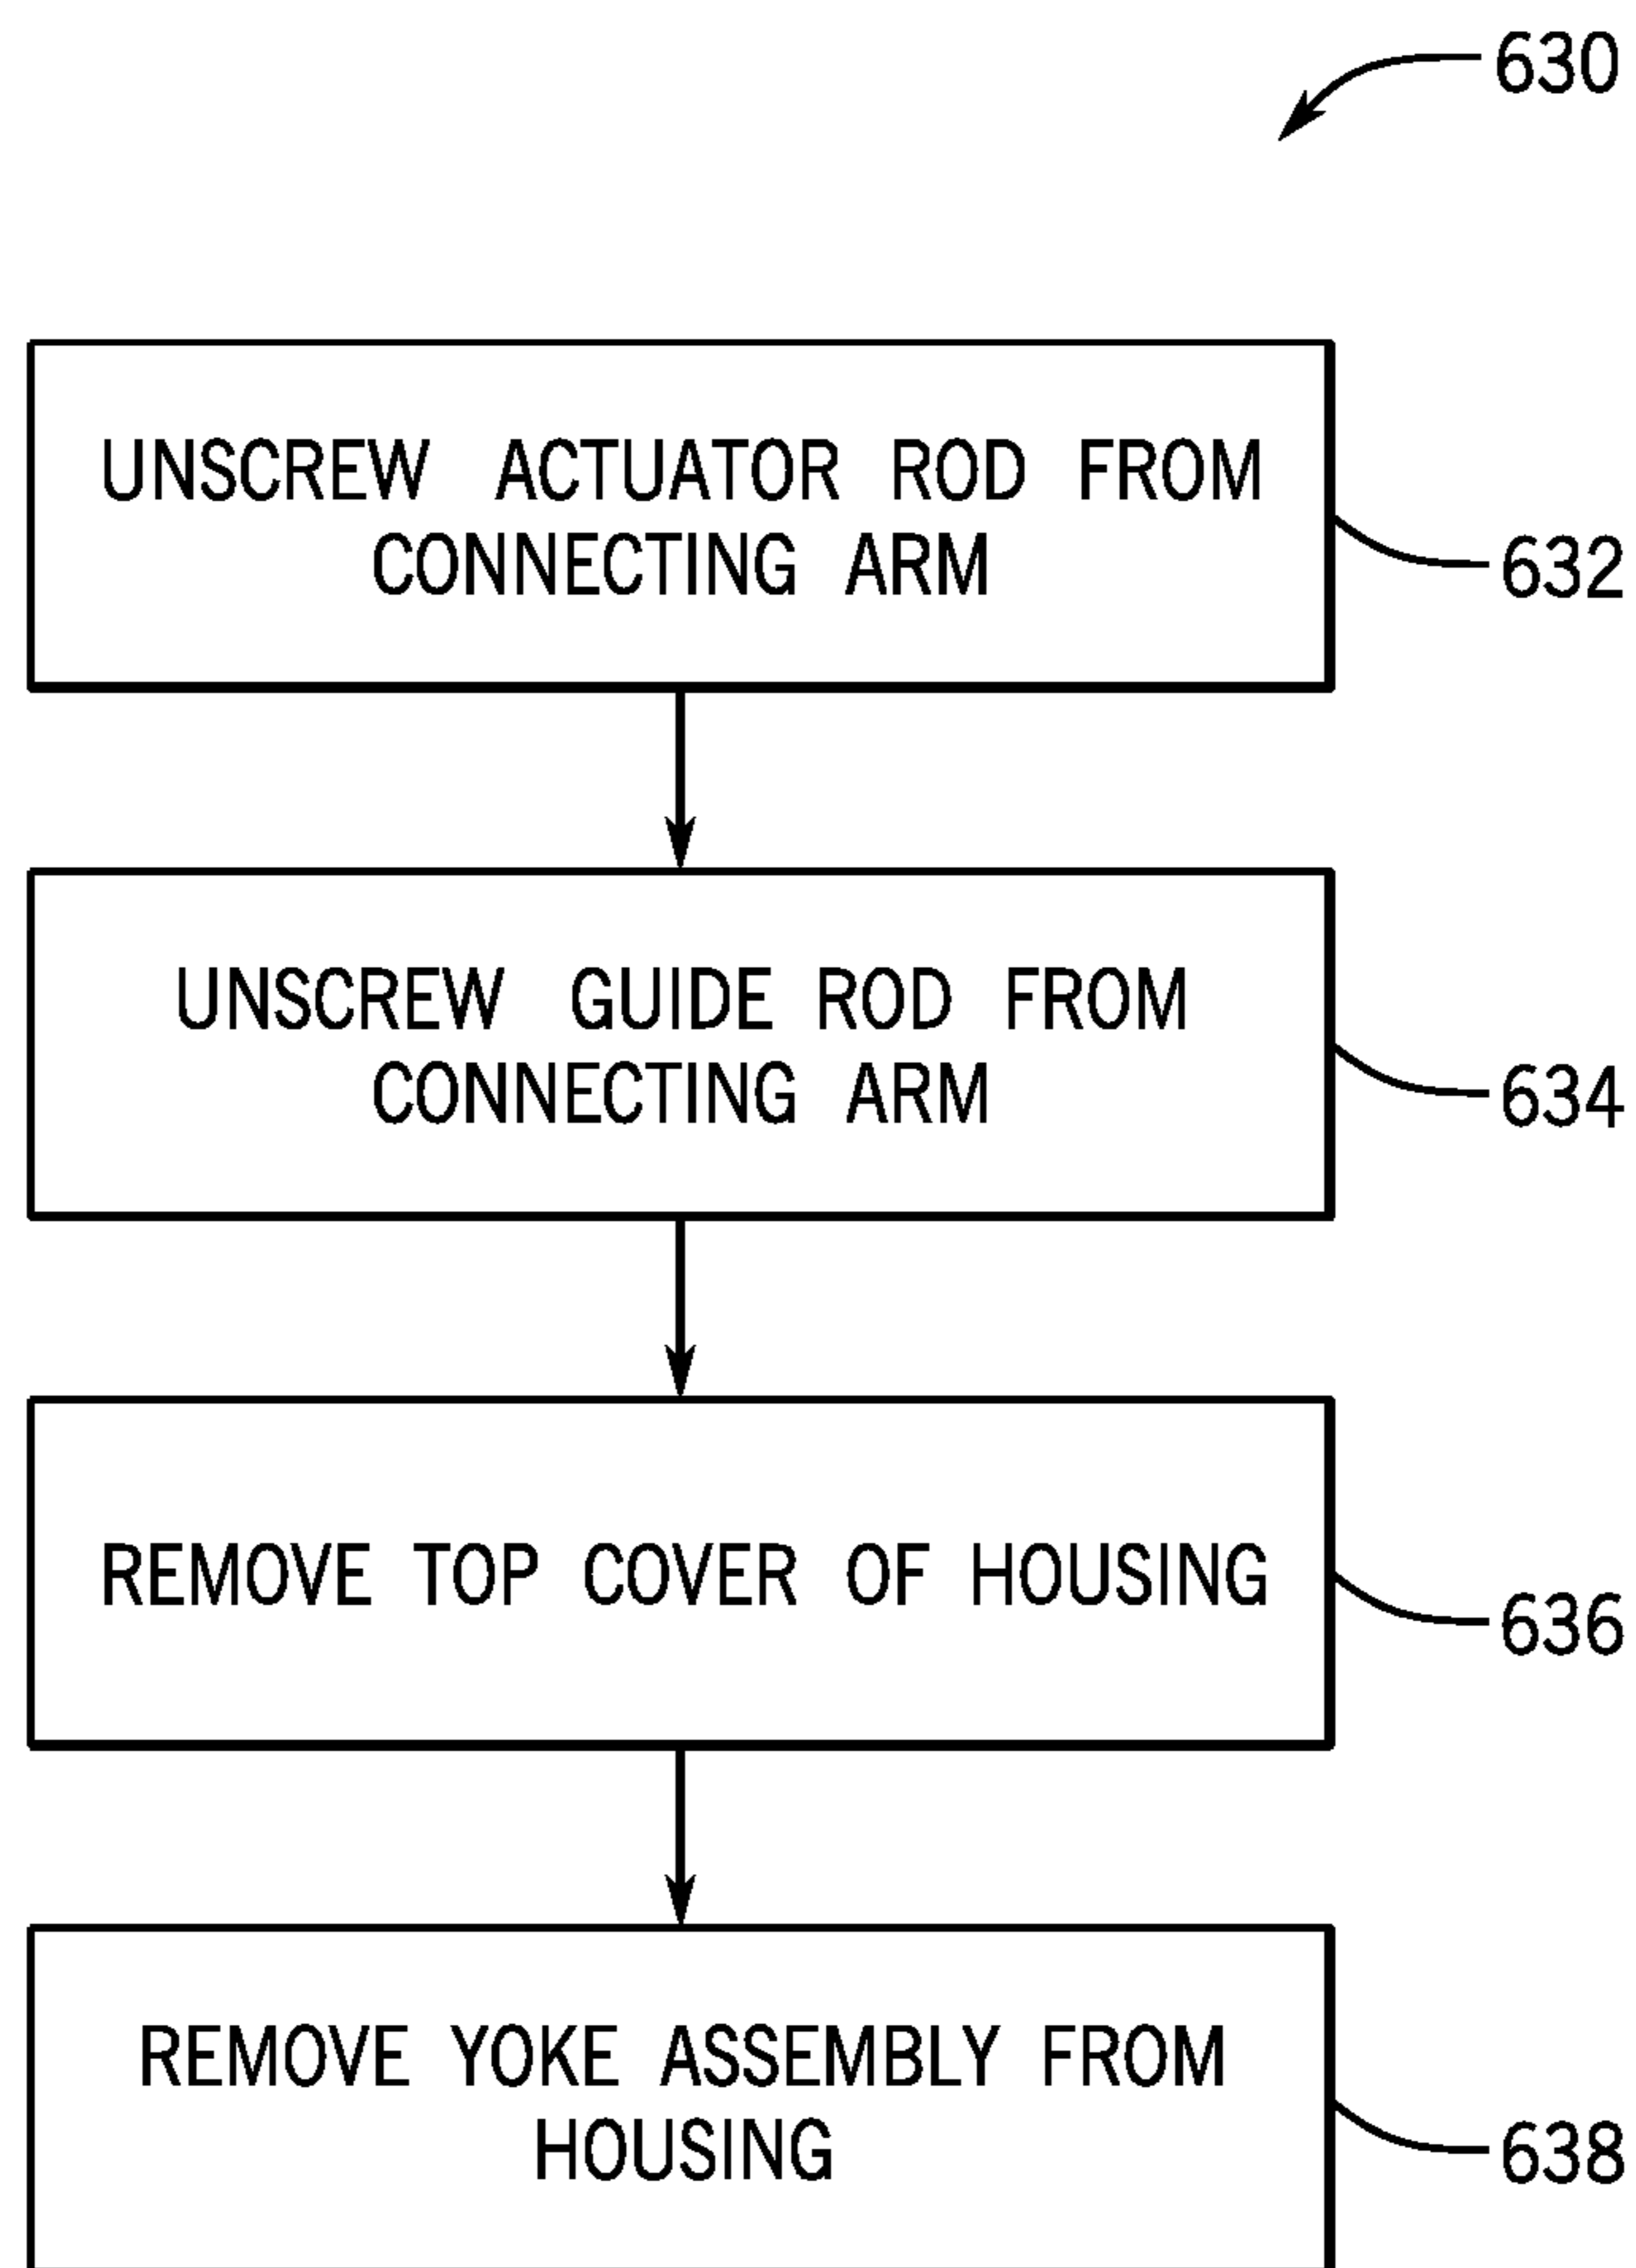 630
UNSCREW ACTUATOR ROD FROM
CONNECTING ARM
632
UNSCREW GUIDE ROD FROM
CONNECTING ARM
634
REMOVE TOP COVER OF HOUSING
636
REMOVE YOKE ASSEMBLY FROM
HOUSING
638